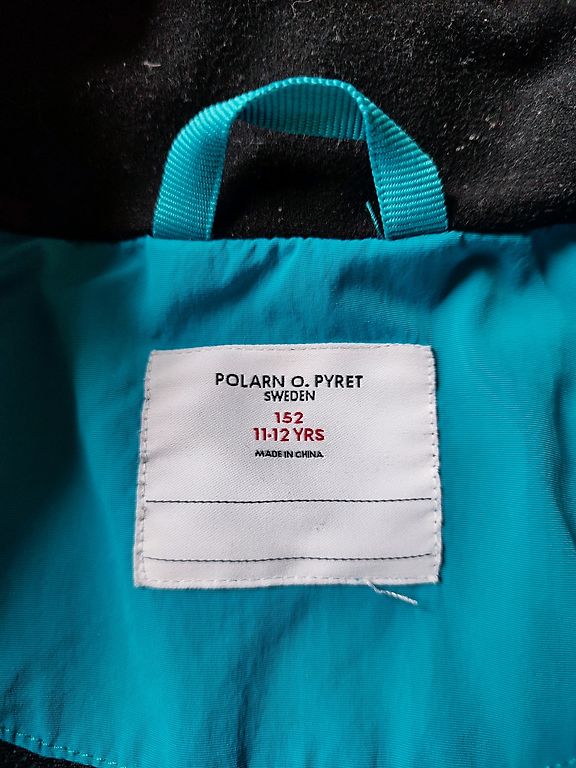 POLARN O. PYRET
SWEDEN
152
11-12 YRS
MADE IN CHINA